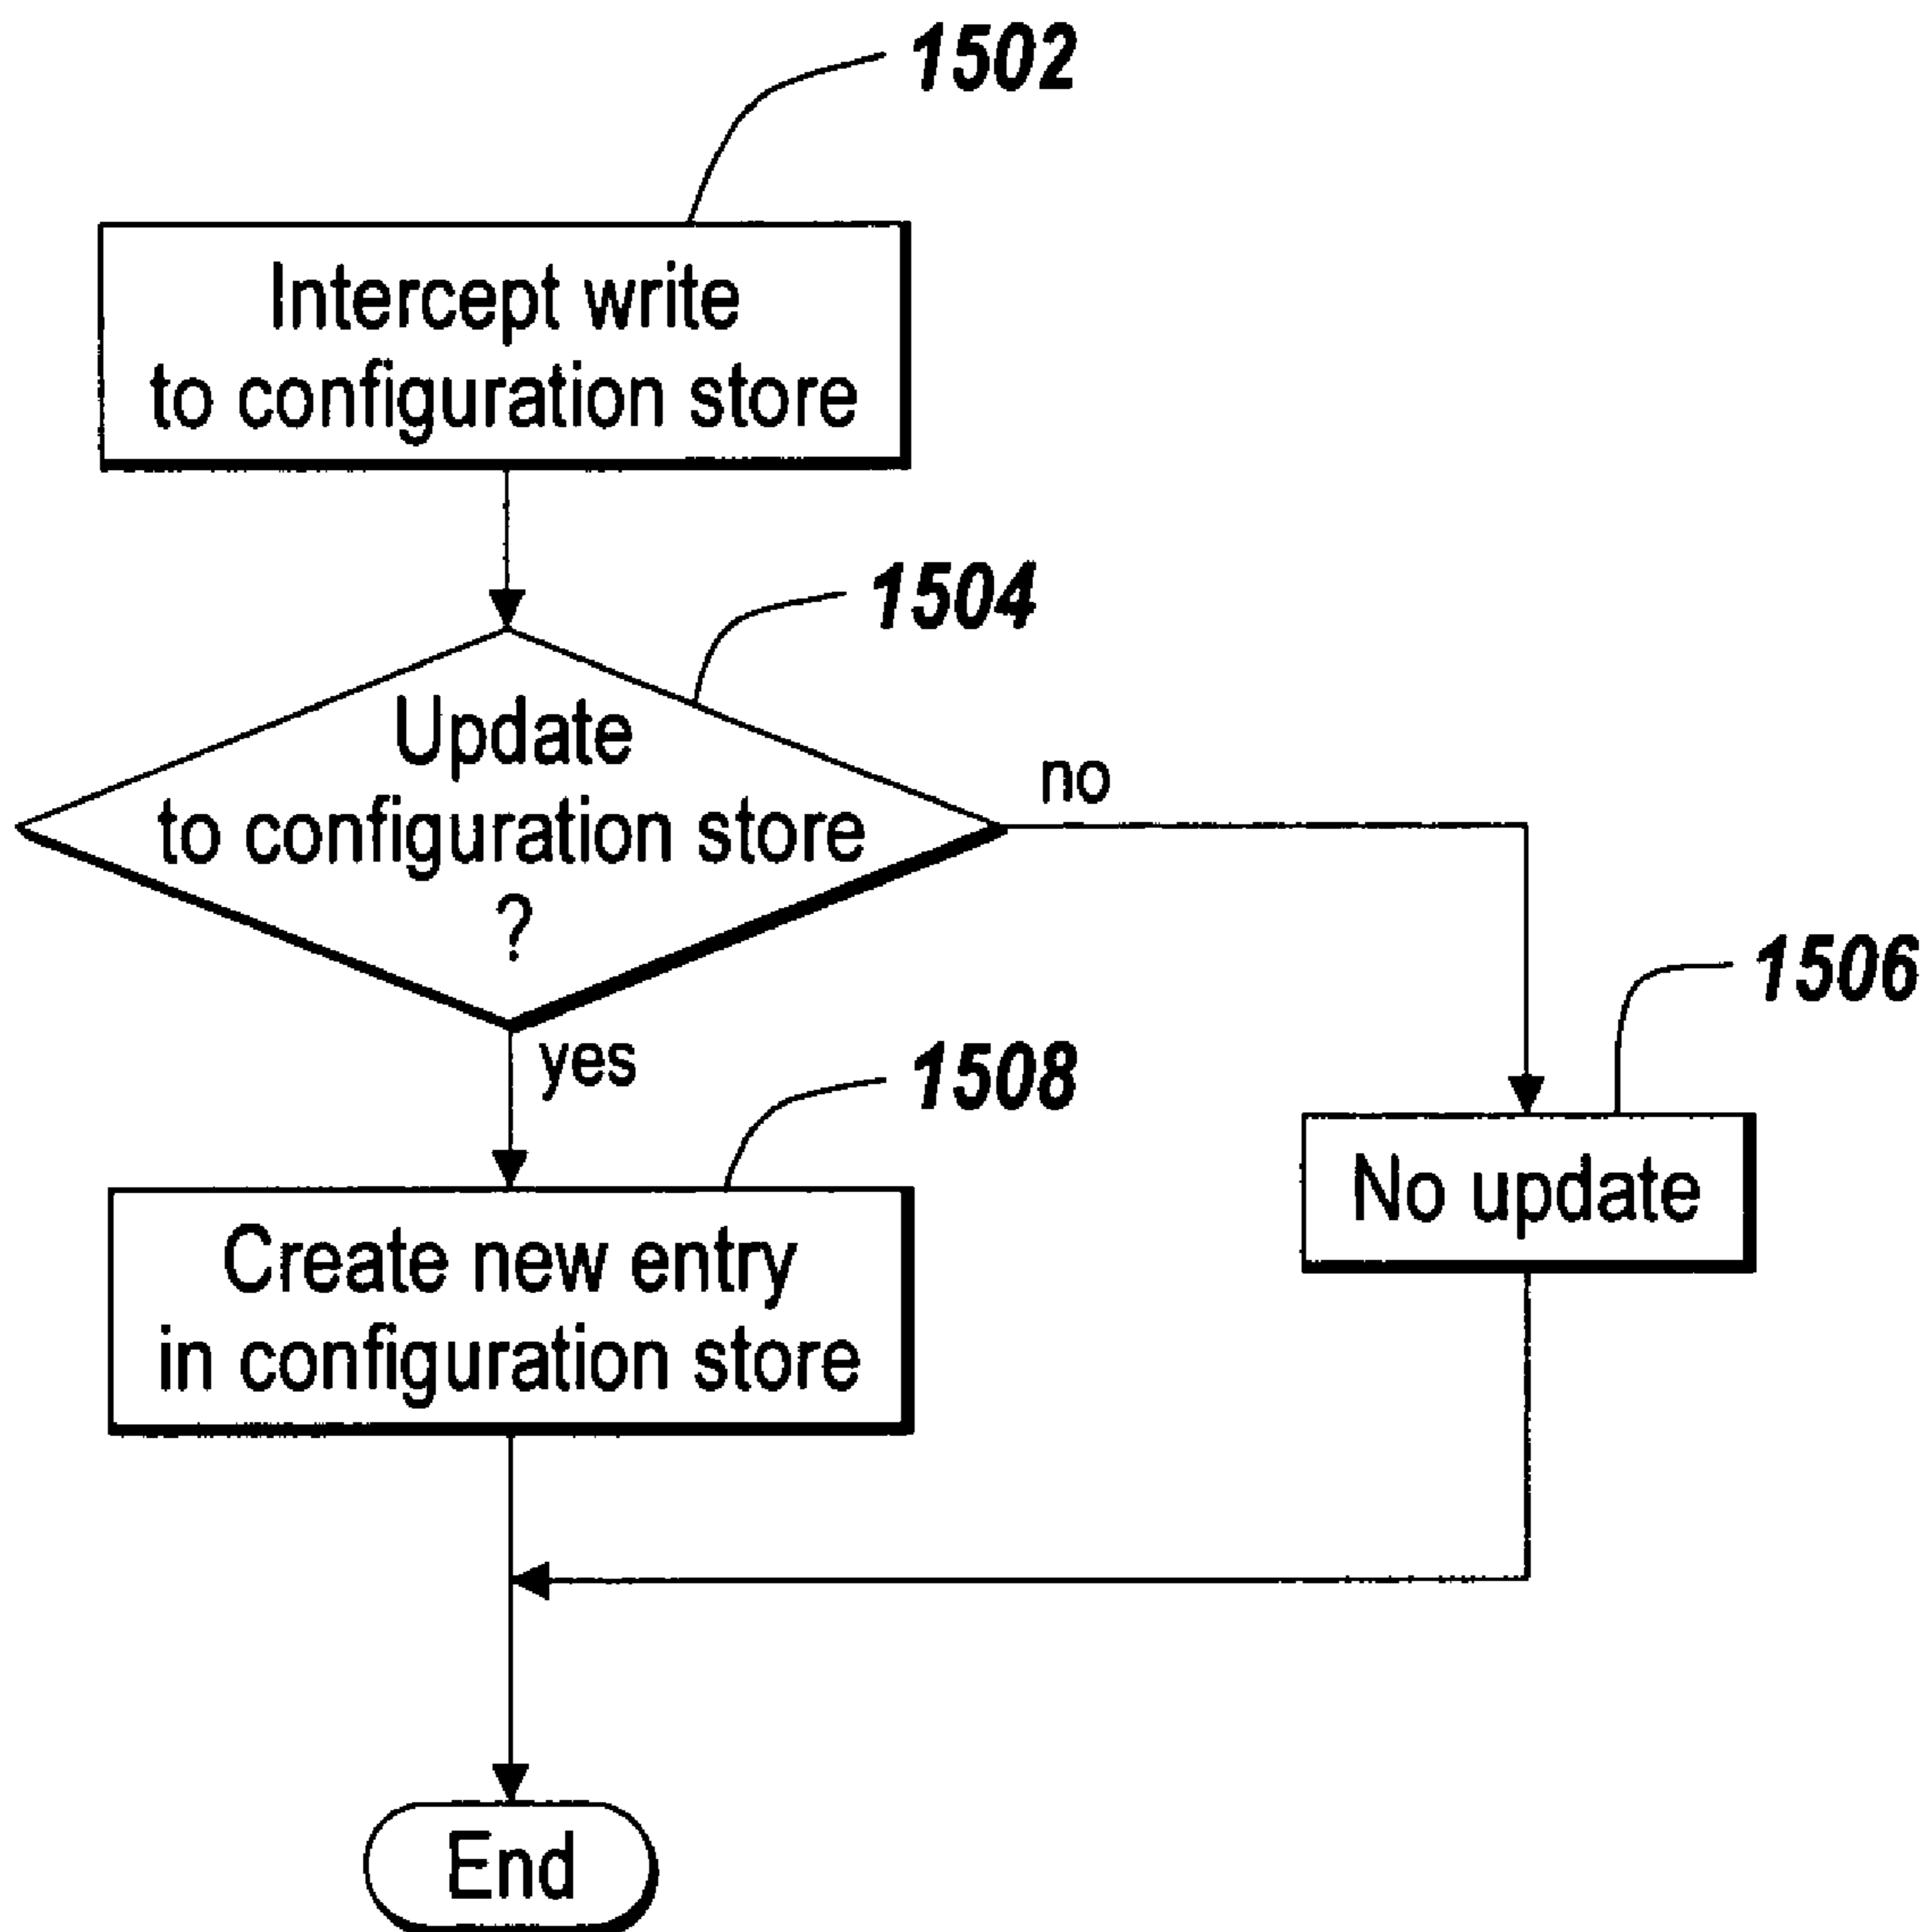 1502
Intercept write
to configuration store
1504
Update
to configuration store
?
no
yes
1506
1508
No update
Create new entry
in configuration store
End